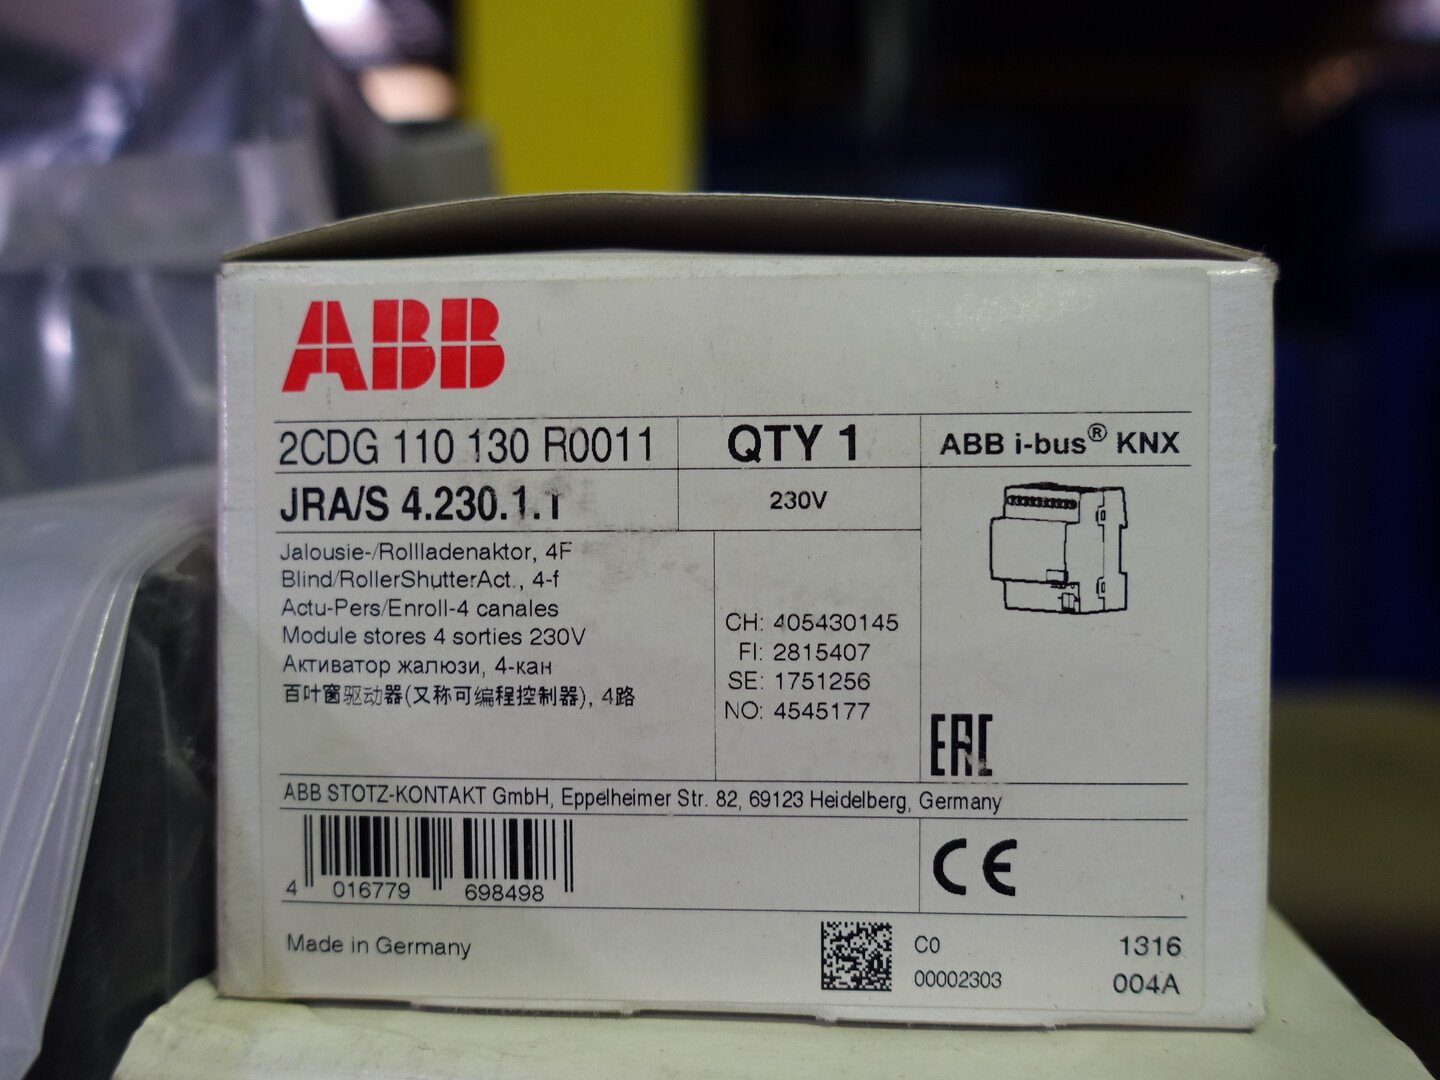 ABB
2CDG 110 130 R0011
QTY 1
ABB i-bus® KNX
JRA/S 4.230.1.1
230V
Jalousie-/Rollladenaktor, 4F
Blind/RollerShutterAct., 4-f
Actu-Pers/Enroll-4 canales
Module stores 4 sorties 230V
Активатор жалюзи, 4-кан
百叶窗驱动器(又称可编程控制器), 4路
CH: 405430145
FI: 2815407
SE: 1751256
NO: 4545177
EAC
ABB STOTZ-KONTAKT GmbH, Eppelheimer Str. 82, 69123 Heidelberg, Germany
4 016779 698498
CE
Made in Germany
C0
00002303
1316
004A